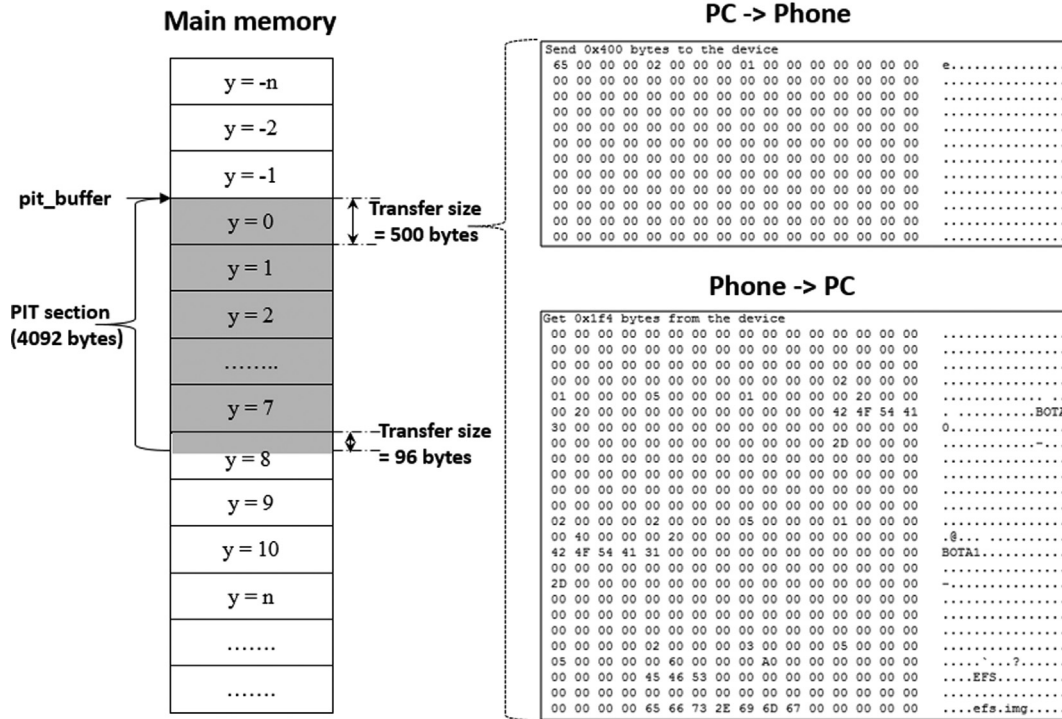 Main memory
y = -n
y = -2
y = -1
pit_buffer
y = 0
Transfer size
= 500 bytes
y = 1
PIT section
(4092 bytes)
y = 2
........
y = 7
Transfer size
= 96 bytes
y = 8
y = 9
y = 10
y = n
.......
.......
PC -> Phone
Send 0x400 bytes to the device
65 00 00 00 02 00 00 00 01 00 00 00 00 00 00 00 e...............
00 00 00 00 00 00 00 00 00 00 00 00 00 00 00 00 ................
00 00 00 00 00 00 00 00 00 00 00 00 00 00 00 00 ................
00 00 00 00 00 00 00 00 00 00 00 00 00 00 00 00 ................
00 00 00 00 00 00 00 00 00 00 00 00 00 00 00 00 ................
00 00 00 00 00 00 00 00 00 00 00 00 00 00 00 00 ................
00 00 00 00 00 00 00 00 00 00 00 00 00 00 00 00 ................
00 00 00 00 00 00 00 00 00 00 00 00 00 00 00 00 ................
00 00 00 00 00 00 00 00 00 00 00 00 00 00 00 00 ................
00 00 00 00 00 00 00 00 00 00 00 00 00 00 00 00 ................
00 00 00 00 00 00 00 00 00 00 00 00 00 00 00 00 ................
00 00 00 00 00 00 00 00 00 00 00 00 00 00 00 00 ................
Phone -> PC
Get 0x1f4 bytes from the device
00 00 00 00 00 00 00 00 00 00 00 00 00 00 00 00 ................
00 00 00 00 00 00 00 00 00 00 00 00 00 00 00 00 ................
00 00 00 00 00 00 00 00 00 00 00 00 00 00 00 00 ................
00 00 00 00 00 00 00 00 00 00 00 00 02 00 00 00 ................
01 00 00 00 05 00 00 00 01 00 00 00 00 20 00 00 ............. ..
00 20 00 00 00 00 00 00 00 00 00 00 42 4F 54 41 . ..........BOTA
30 00 00 00 00 00 00 00 00 00 00 00 00 00 00 00 0...............
00 00 00 00 00 00 00 00 00 00 00 00 2D 00 00 00 ............-...
00 00 00 00 00 00 00 00 00 00 00 00 00 00 00 00 ................
00 00 00 00 00 00 00 00 00 00 00 00 00 00 00 00 ................
00 00 00 00 00 00 00 00 00 00 00 00 00 00 00 00 ................
00 00 00 00 00 00 00 00 00 00 00 00 00 00 00 00 ................
02 00 00 00 02 00 00 00 05 00 00 00 01 00 00 00 ................
00 40 00 00 00 20 00 00 00 00 00 00 00 00 00 00 .@... ..........
42 4F 54 41 31 00 00 00 00 00 00 00 00 00 00 00 BOTA1...........
00 00 00 00 00 00 00 00 00 00 00 00 00 00 00 00 ................
2D 00 00 00 00 00 00 00 00 00 00 00 00 00 00 00 -...............
00 00 00 00 00 00 00 00 00 00 00 00 00 00 00 00 ................
00 00 00 00 00 00 00 00 00 00 00 00 00 00 00 00 ................
00 00 00 00 00 00 00 00 00 00 00 00 00 00 00 00 ................
00 00 00 00 02 00 00 00 03 00 00 00 05 00 00 00 ................
05 00 00 00 00 60 00 00 00 A0 00 00 00 00 00 00 .....`...?......
00 00 00 00 45 46 53 00 00 00 00 00 00 00 00 00 ....EFS.........
00 00 00 00 00 00 00 00 00 00 00 00 00 00 00 00 ................
00 00 00 00 65 66 73 2E 69 6D 67 00 00 00 00 00 ....efs.img.....